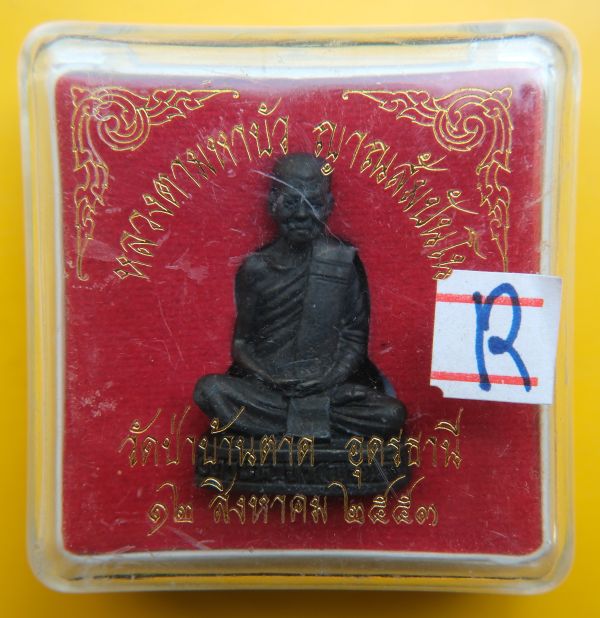 หลวงตามหาบัว ญาณสัมปันโน
R
วัดป่าบ้านตาด อุดรธานี
๑๒ สิงหาคม ๒๕๕๓